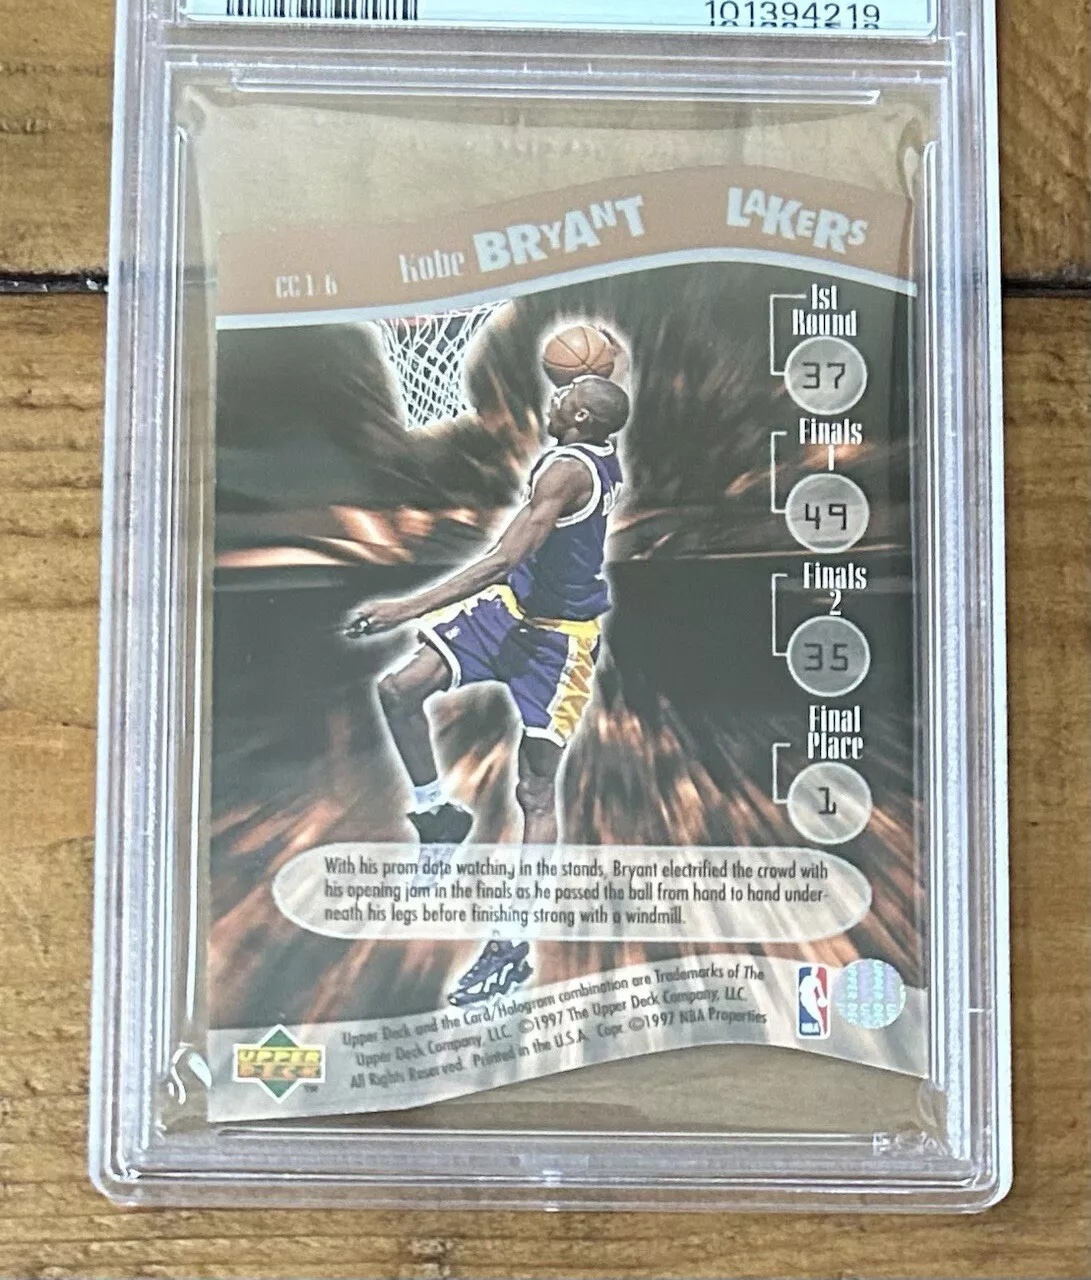 101394219
CC 1/6
Kobe BRYANT
LAKERS
1st
Round
37
Finals
1
49
Finals
2
35
Final
Place
1
With his prom date watching in the stands, Bryant electrified the crowd with
his opening jam in the finals as he passed the ball from hand to hand under-
neath his legs before finishing strong with a windmill.
Upper Deck and the Card/Hologram combination are Trademarks of The
Upper Deck Company, LLC. ©1997 The Upper Deck Company, LLC.
All Rights Reserved. Printed in the U.S.A. Copr. ©1997 NBA Properties
UPPER
DECK
TM
NBA